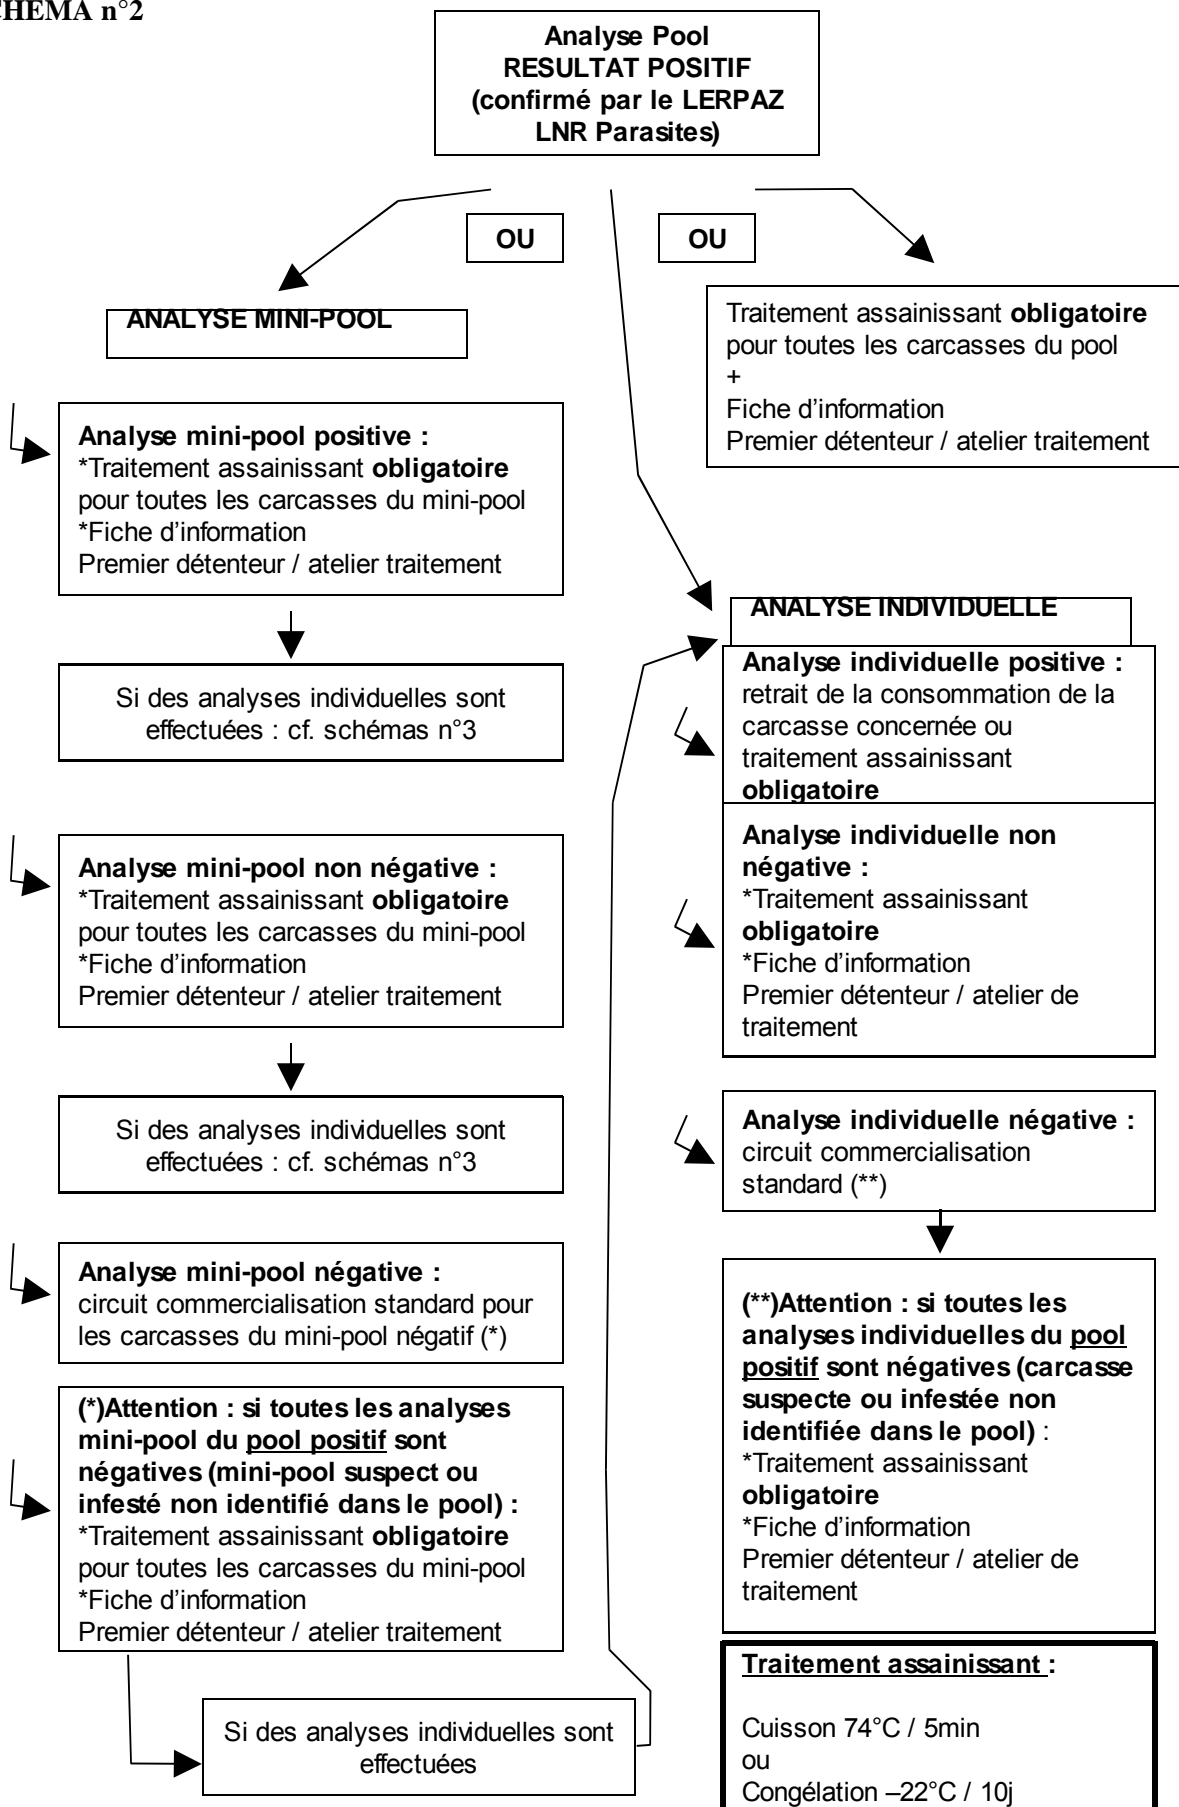 CHEMA n°2
Analyse Pool
RESULTAT POSITIF
(confirmé par le LERPAZ
LNR Parasites)
OU
OU
ANALYSE MINI-POOL
Analyse mini-pool positive :
*Traitement assainissant obligatoire
pour toutes les carcasses du mini-pool
*Fiche d’information
Premier détenteur / atelier traitement
Si des analyses individuelles sont
effectuées : cf. schémas n°3
Analyse mini-pool non négative :
*Traitement assainissant obligatoire
pour toutes les carcasses du mini-pool
*Fiche d’information
Premier détenteur / atelier traitement
Si des analyses individuelles sont
effectuées : cf. schémas n°3
Analyse mini-pool négative :
circuit commercialisation standard pour
les carcasses du mini-pool négatif (*)
(*)Attention : si toutes les analyses
mini-pool du pool positif sont
négatives (mini-pool suspect ou
infesté non identifié dans le pool) :
*Traitement assainissant obligatoire
pour toutes les carcasses du mini-pool
*Fiche d’information
Premier détenteur / atelier traitement
Si des analyses individuelles sont
effectuées
Traitement assainissant obligatoire
pour toutes les carcasses du pool
+
Fiche d’information
Premier détenteur / atelier traitement
ANALYSE INDIVIDUELLE
Analyse individuelle positive :
retrait de la consommation de la
carcasse concernée ou
traitement assainissant
obligatoire
Analyse individuelle non
négative :
*Traitement assainissant
obligatoire
*Fiche d’information
Premier détenteur / atelier de
traitement
Analyse individuelle négative :
circuit commercialisation
standard (**)
(**)Attention : si toutes les
analyses individuelles du pool
positif sont négatives (carcasse
suspecte ou infestée non
identifiée dans le pool) :
*Traitement assainissant
obligatoire
*Fiche d’information
Premier détenteur / atelier de
traitement
Traitement assainissant :
Cuisson 74°C / 5min
ou
Congélation –22°C / 10j